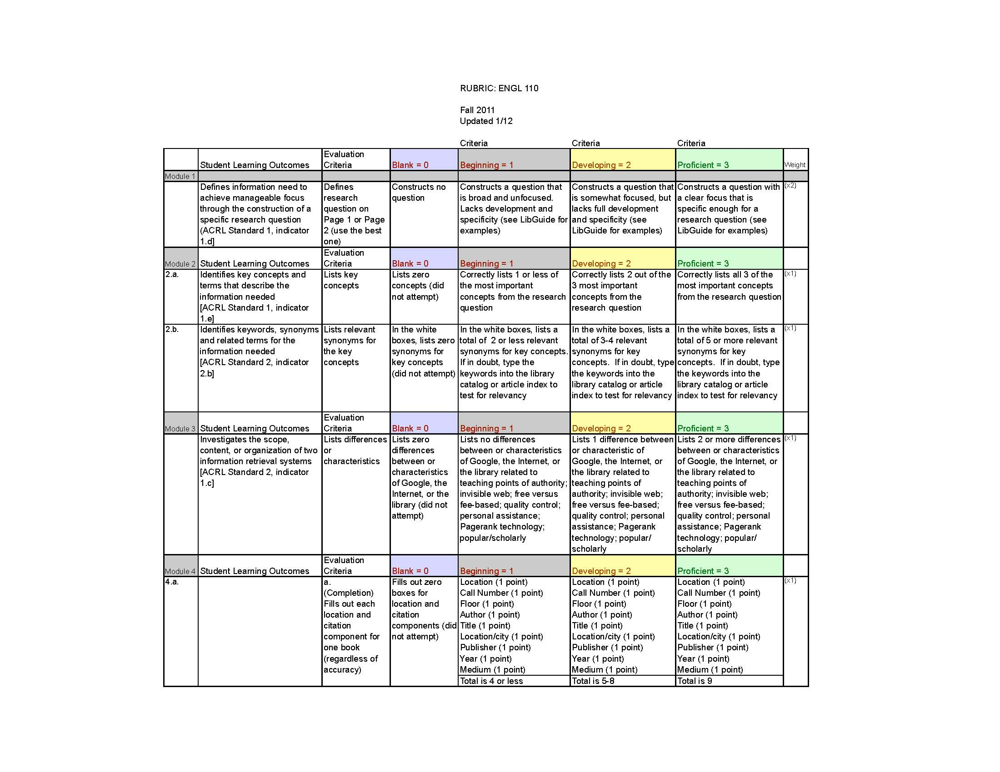 RUBRIC: ENGL 110
Fall 2011
Updated 1/12
Criteria
Criteria
Criteria
Student Learning Outcomes
Evaluation
Criteria
Blank = 0
Beginning = 1
Developing = 2
Proficient = 3
Weight
Module 1
Defines information need to
achieve manageable focus
through the construction of a
specific research question
(ACRL Standard 1, indicator
1.d]
Defines
research
question on
Page 1 or Page
2 (use the best
one)
Constructs no
question
Constructs a question that
is broad and unfocused.
Lacks development and
specificity (see LibGuide for
examples)
Constructs a question that
is somewhat focused, but
lacks full development
and specificity (see
LibGuide for examples)
Constructs a question with
a clear focus that is
specific enough for a
research question (see
LibGuide for examples)
(x2)
Module 2
Student Learning Outcomes
Evaluation
Criteria
Blank = 0
Beginning = 1
Developing = 2
Proficient = 3
2.a.
Identifies key concepts and
terms that describe the
information needed
[ACRL Standard 1, indicator
1.e]
Lists key
concepts
Lists zero
concepts (did
not attempt)
Correctly lists 1 or less of
the most important
concepts from the research
question
Correctly lists 2 out of the
3 most important
concepts from the
research question
Correctly lists all 3 of the
most important concepts
from the research question
(x1)
2.b.
Identifies keywords, synonyms
and related terms for the
information needed
[ACRL Standard 2, indicator
2.b]
Lists relevant
synonyms for
the key
concepts
In the white
boxes, lists zero
synonyms for
key concepts
(did not attempt)
In the white boxes, lists a
total of  2 or less relevant
synonyms for key concepts.
If in doubt, type the
keywords into the library
catalog or article index to
test for relevancy
In the white boxes, lists a
total of 3-4 relevant
synonyms for key
concepts.  If in doubt, type
the keywords into the
library catalog or article
index to test for relevancy
In the white boxes, lists a
total of 5 or more relevant
synonyms for key
concepts.  If in doubt, type
the keywords into the
library catalog or article
index to test for relevancy
(x1)
Module 3
Student Learning Outcomes
Evaluation
Criteria
Blank = 0
Beginning = 1
Developing = 2
Proficient = 3
Investigates the scope,
content, or organization of two
information retrieval systems
[ACRL Standard 2, indicator
1.c]
Lists differences
or
characteristics
Lists zero
differences
between or
characteristics
of Google, the
Internet, or the
library (did not
attempt)
Lists no differences
between or characteristics
of Google, the Internet, or
the library related to
teaching points of authority;
invisible web; free versus
fee-based; quality control;
personal assistance;
Pagerank technology;
popular/scholarly
Lists 1 difference between
or characteristic of
Google, the Internet, or
the library related to
teaching points of
authority; invisible web;
free versus fee-based;
quality control; personal
assistance; Pagerank
technology; popular/
scholarly
Lists 2 or more differences
between or characteristics
of Google, the Internet, or
the library related to
teaching points of
authority; invisible web;
free versus fee-based;
quality control; personal
assistance; Pagerank
technology; popular/
scholarly
(x1)
Module 4
Student Learning Outcomes
Evaluation
Criteria
Blank = 0
Beginning = 1
Developing = 2
Proficient = 3
4.a.
a.
(Completion)
Fills out each
location and
citation
component for
one book
(regardless of
accuracy)
Fills out zero
boxes for
location and
citation
components (did
not attempt)
Location (1 point)
Call Number (1 point)
Floor (1 point)
Author (1 point)
Title (1 point)
Location/city (1 point)
Publisher (1 point)
Year (1 point)
Medium (1 point)
Total is 4 or less
Location (1 point)
Call Number (1 point)
Floor (1 point)
Author (1 point)
Title (1 point)
Location/city (1 point)
Publisher (1 point)
Year (1 point)
Medium (1 point)
Total is 5-8
Location (1 point)
Call Number (1 point)
Floor (1 point)
Author (1 point)
Title (1 point)
Location/city (1 point)
Publisher (1 point)
Year (1 point)
Medium (1 point)
Total is 9
(x1)